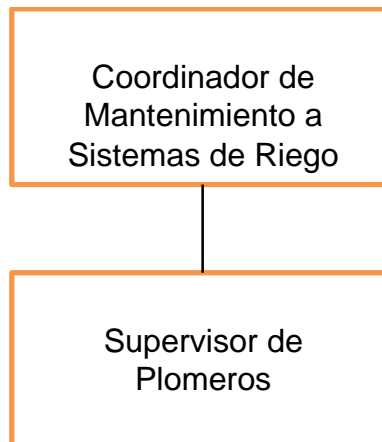 Coordinador de
Mantenimiento a
Sistemas de Riego
Supervisor de
Plomeros